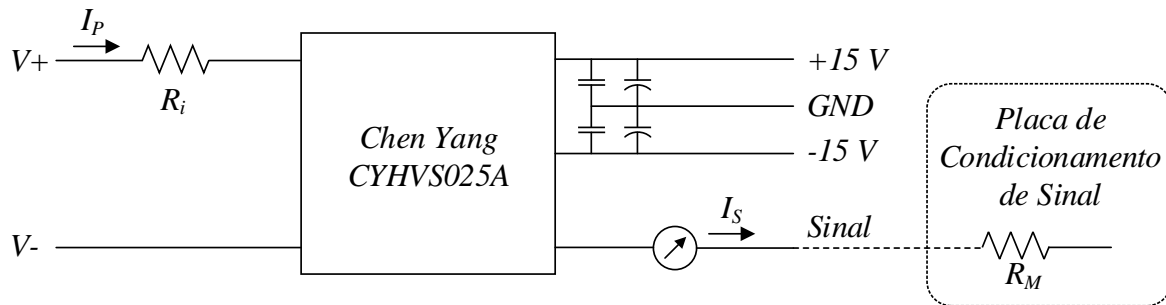 I_P
V+
R_i
V-
Chen Yang
CYHVS025A
+15 V
GND
-15 V
I_S
Sinal
Placa de
Condicionamento
de Sinal
R_M